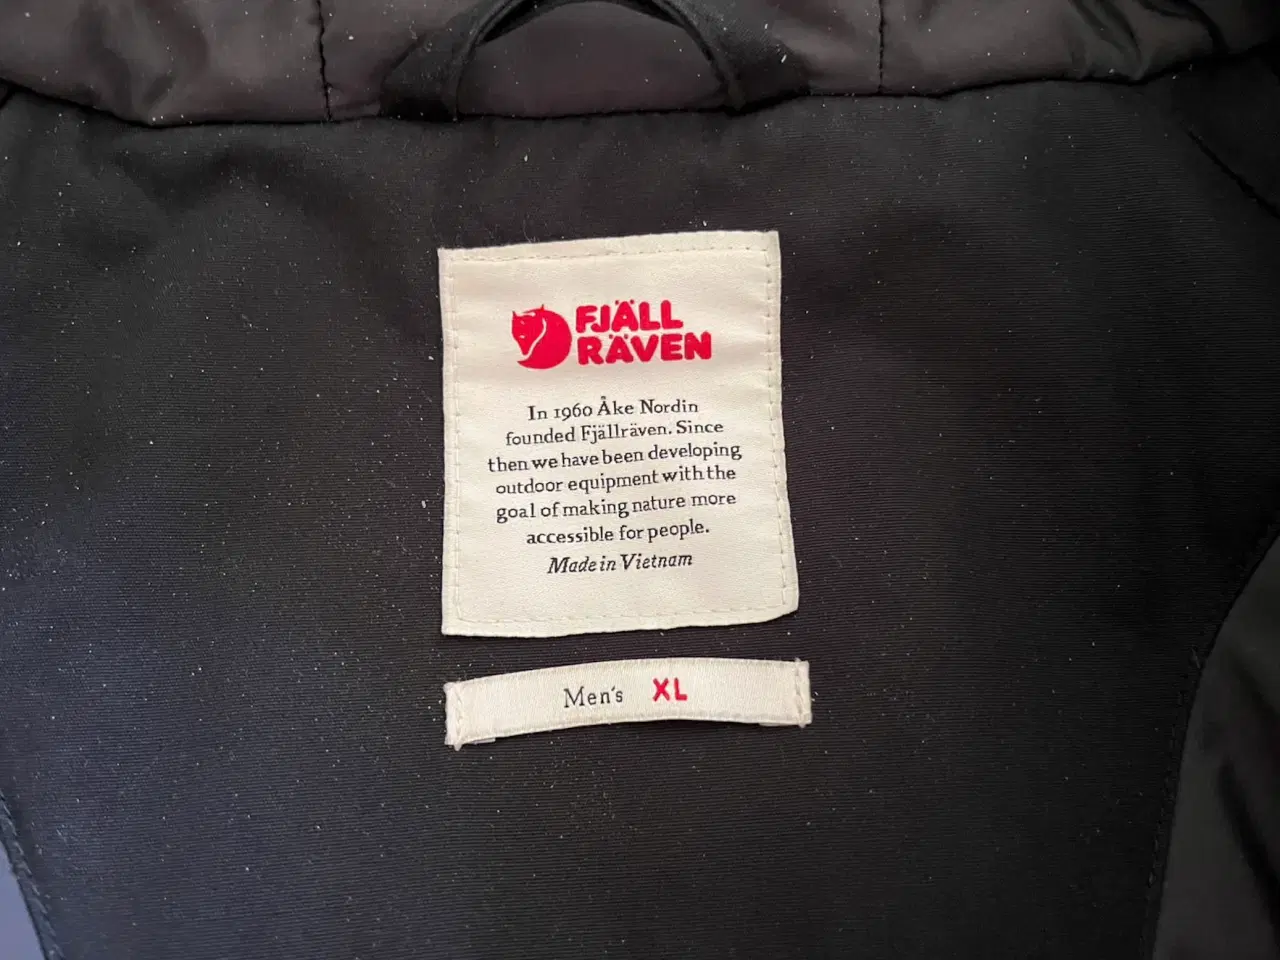 FJÄLL
RÄVEN
In 1960 Åke Nordin
founded Fjällräven. Since
then we have been developing
outdoor equipment with the
goal of making nature more
accessible for people.
Made in Vietnam
Men's XL